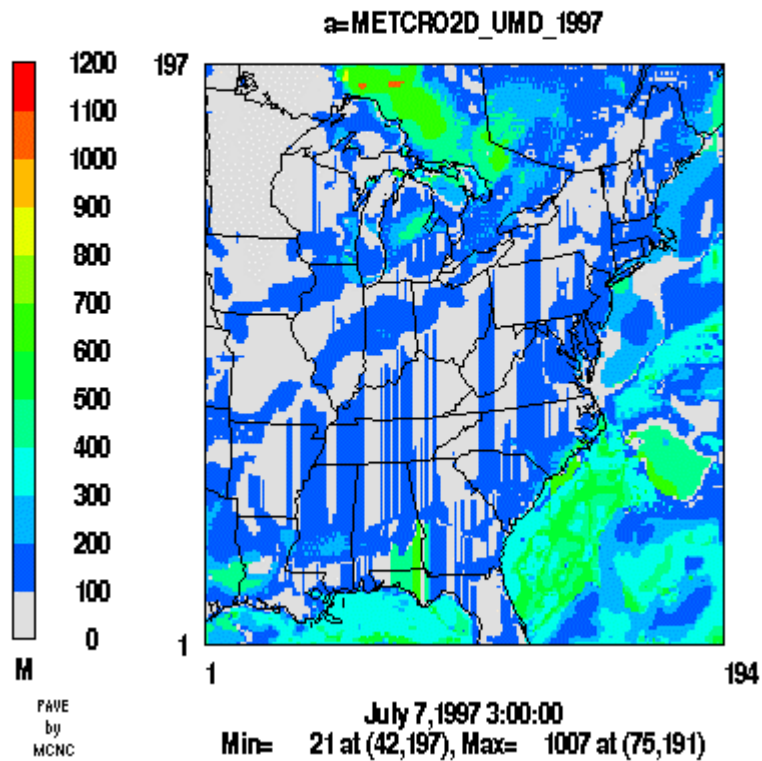 a=METCRO2D_UMD_1997
1200
1100
1000
900
800
700
600
500
400
300
200
100
0
M
197
1
1
194
PAVE
by
MCNC
July 7,1997 3:00:00
Min= 21 at (42,197), Max= 1007 at (75,191)